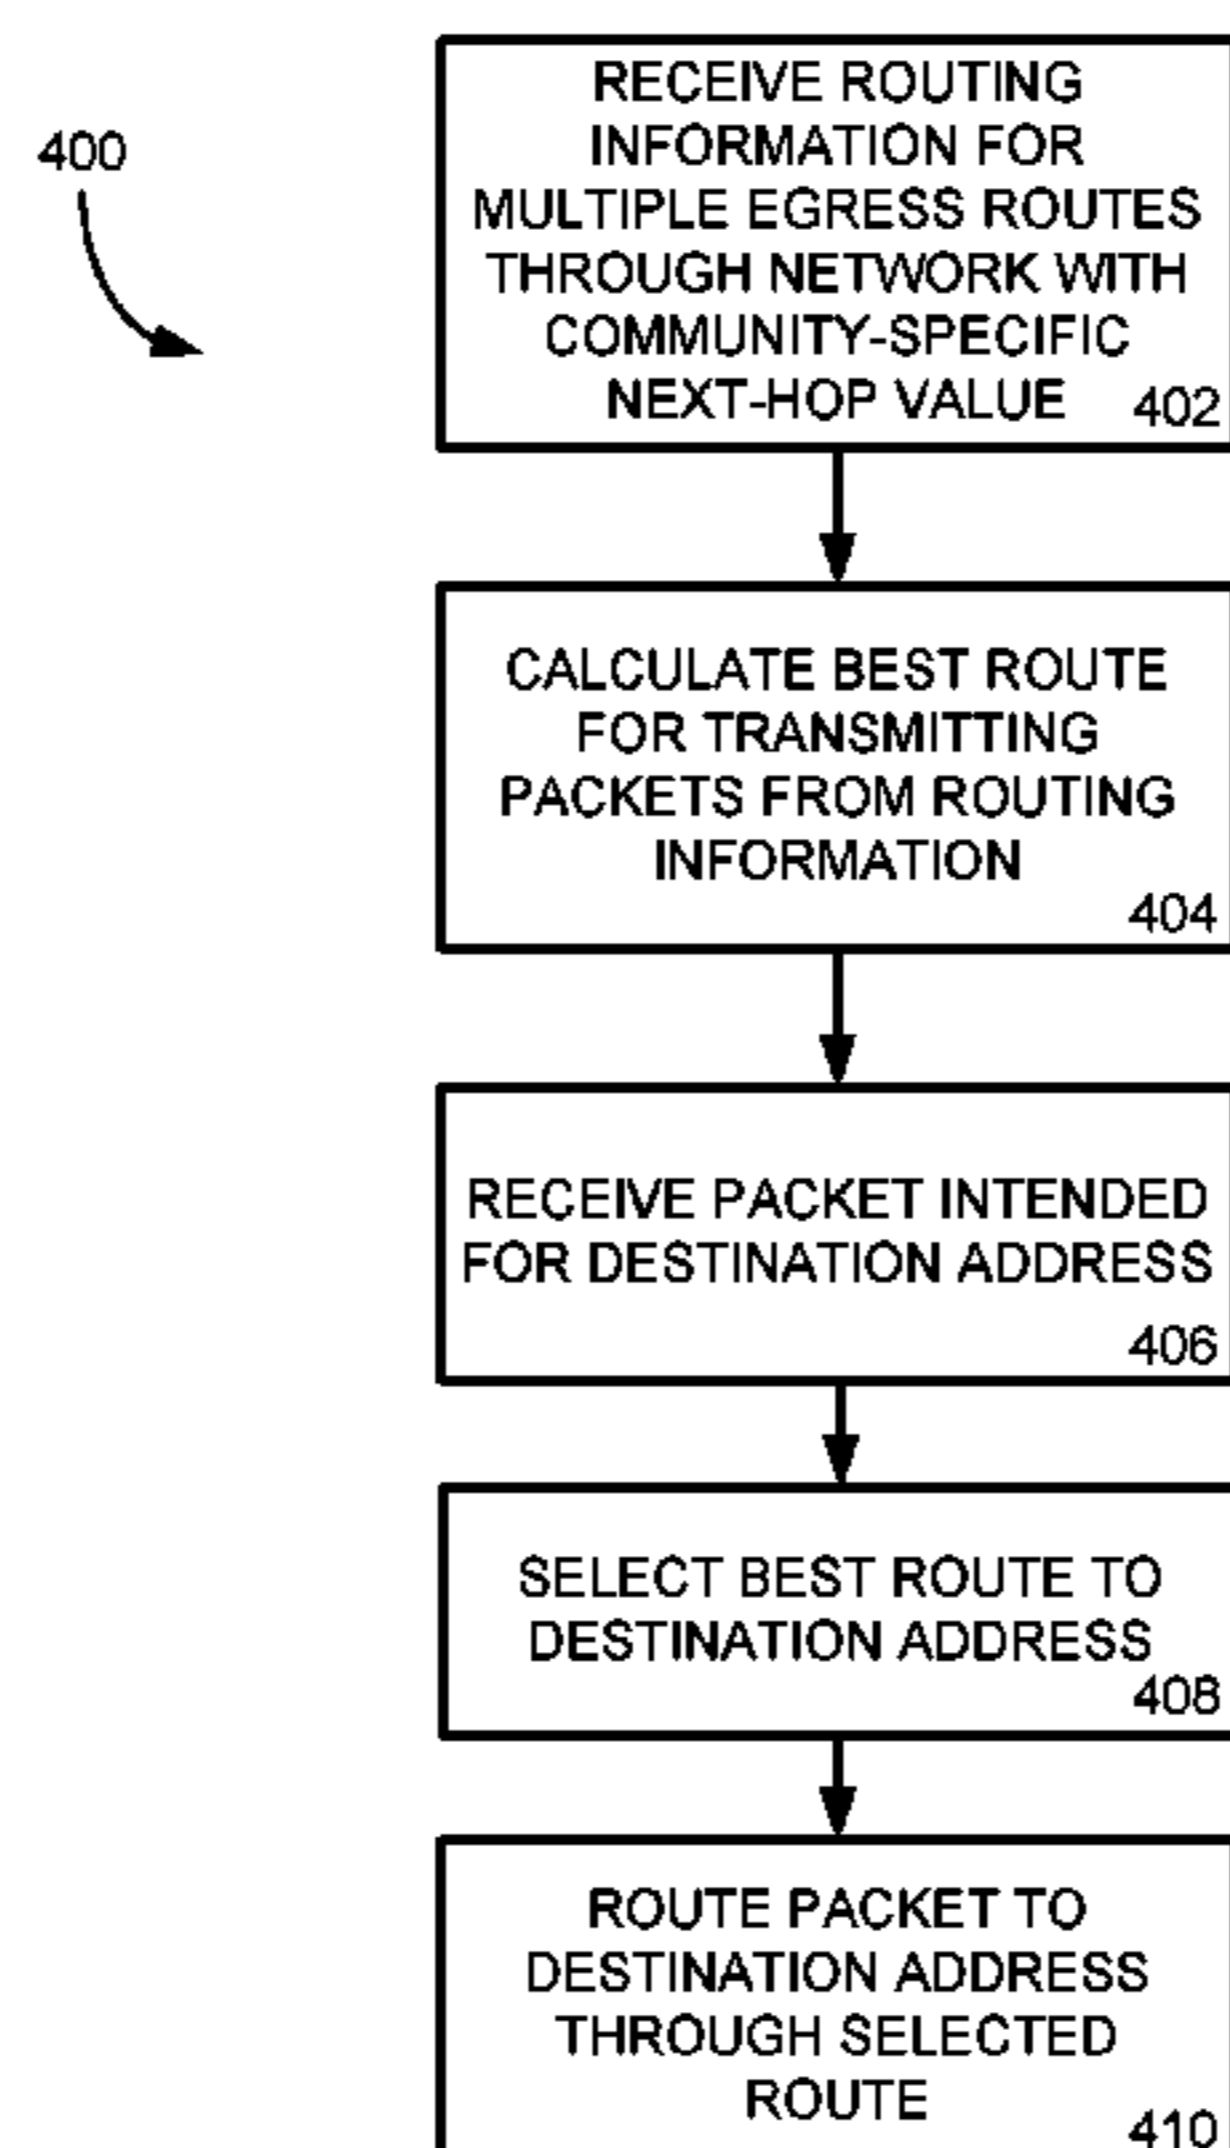 400
RECEIVE ROUTING
INFORMATION FOR
MULTIPLE EGRESS ROUTES
THROUGH NETWORK WITH
COMMUNITY-SPECIFIC
NEXT-HOP VALUE 402
CALCULATE BEST ROUTE
FOR TRANSMITTING
PACKETS FROM ROUTING
INFORMATION
404
RECEIVE PACKET INTENDED
FOR DESTINATION ADDRESS
406
SELECT BEST ROUTE TO
DESTINATION ADDRESS
408
ROUTE PACKET TO
DESTINATION ADDRESS
THROUGH SELECTED
ROUTE
410